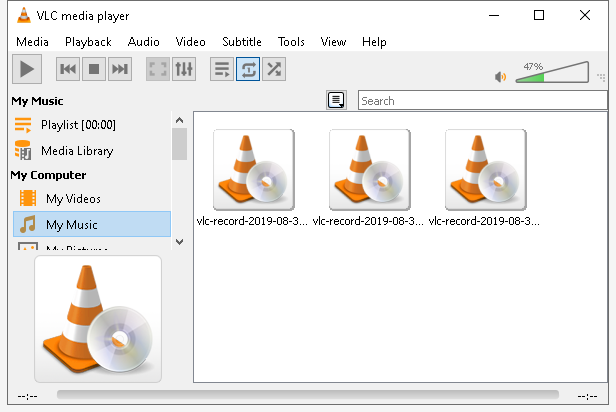 VLC media player
Media Playback Audio Video Subtitle Tools View Help
47%
My Music
Search
Playlist [00:00]
Media Library
My Computer
My Videos
My Music
My Pictures
vlc-record-2019-08-3... vlc-record-2019-08-3... vlc-record-2019-08-3...
--:-- --:--